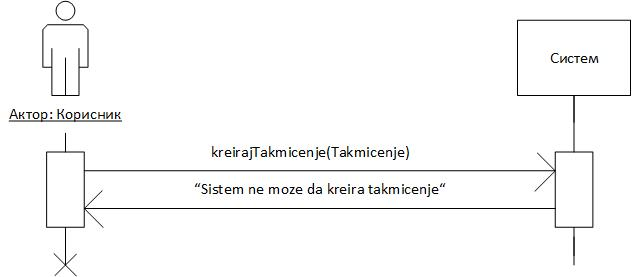 Систем
Актор: Корисник
kreirajTakmicenje(Takmicenje)
“Sistem ne moze da kreira takmicenje“